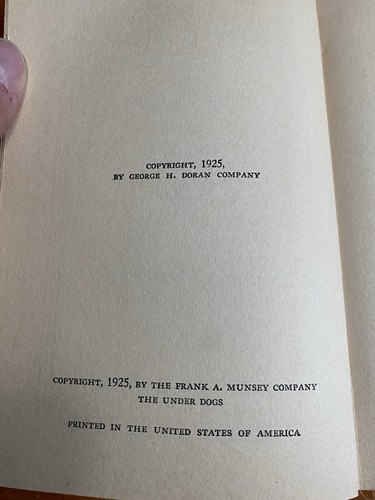 COPYRIGHT, 1925,
BY GEORGE H. DORAN COMPANY
COPYRIGHT, 1925, BY THE FRANK A. MUNSEY COMPANY
THE UNDER DOGS
PRINTED IN THE UNITED STATES OF AMERICA